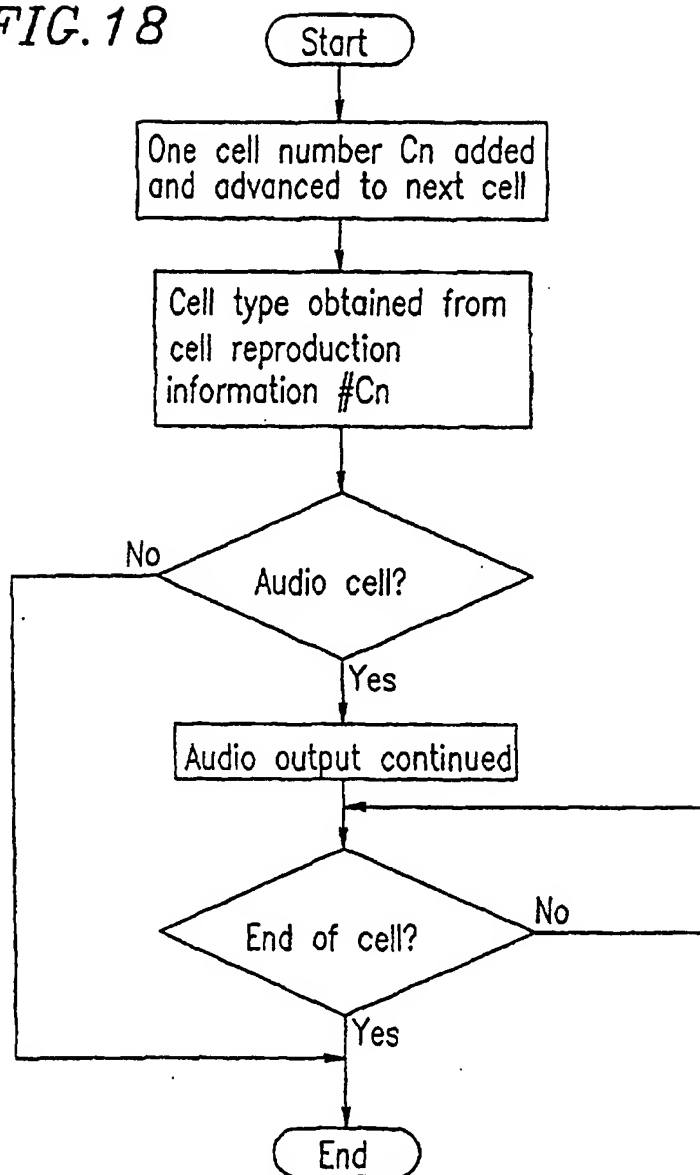 FIG. 18
Start
One cell number Cn added
and advanced to next cell
Cell type obtained from
cell reproduction
information #Cn
No
Audio cell?
Yes
Audio output continued
End of cell?
No
Yes
End